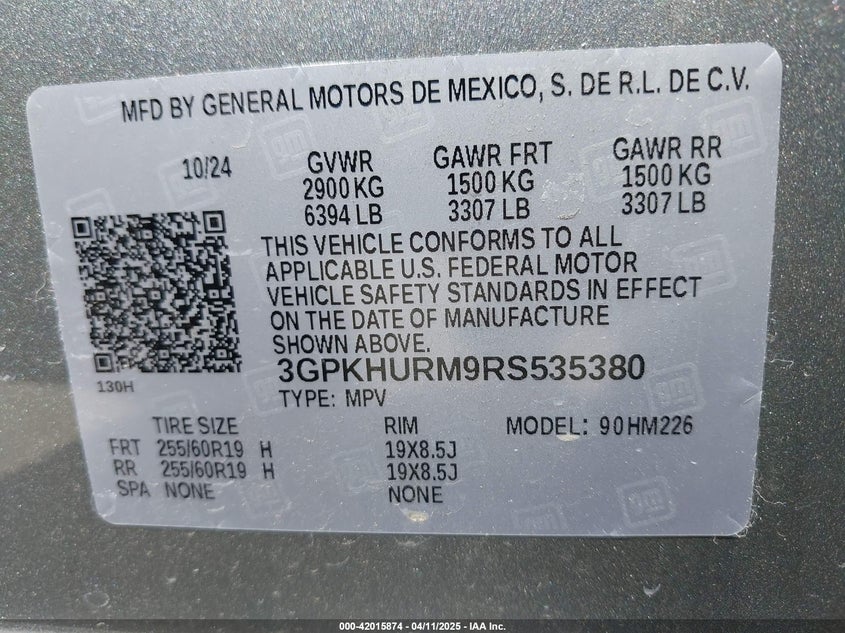 MFD BY GENERAL MOTORS DE MEXICO, S. DE R.L. DE C.V.
10/24 GVWR GAWR FRT GAWR RR
2900 KG 1500 KG 1500 KG
6394 LB 3307 LB 3307 LB
THIS VEHICLE CONFORMS TO ALL
APPLICABLE U.S. FEDERAL MOTOR
VEHICLE SAFETY STANDARDS IN EFFECT
ON THE DATE OF MANUFACTURE
SHOWN ABOVE.
3GPKHURM9RS535380
130H
TYPE: MPV
TIRE SIZE RIM MODEL: 90HM226
FRT 255/60R19 H 19X8.5J
RR 255/60R19 H 19X8.5J
SPA NONE NONE
000-42015874 - 04/11/2025 - IAA Inc.